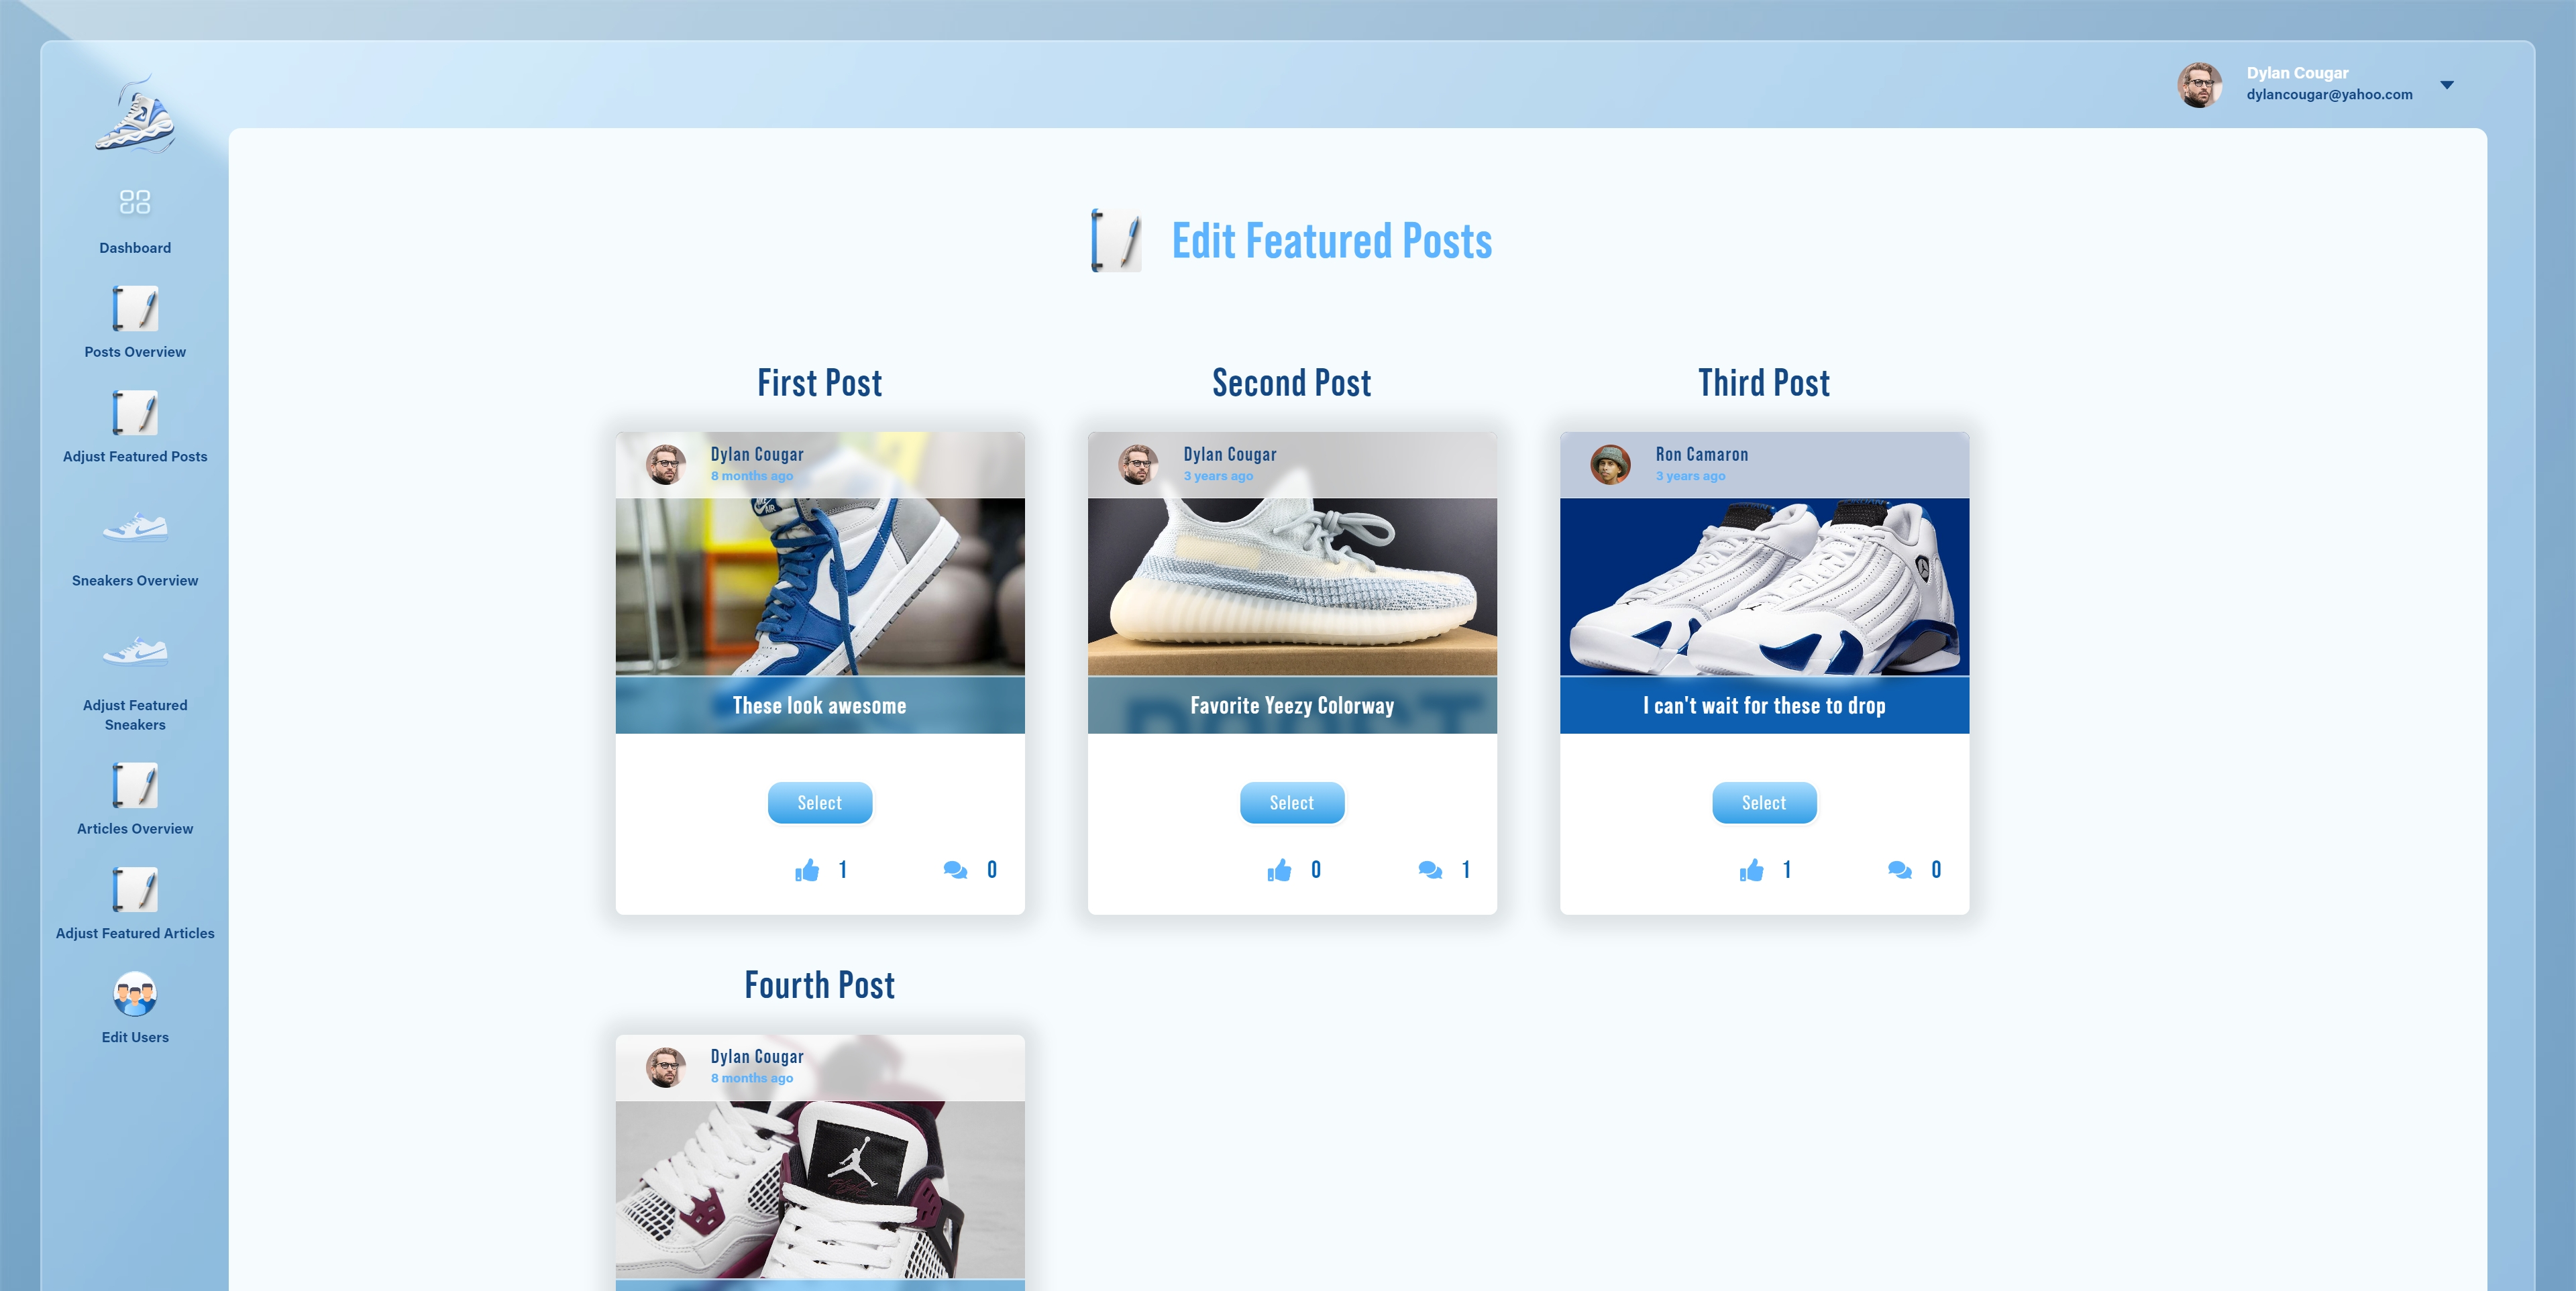 Dylan Cougar
dylancougar@yahoo.com
Dashboard
Posts Overview
Adjust Featured Posts
Sneakers Overview
Adjust Featured
Sneakers
Articles Overview
Adjust Featured Articles
Edit Users
Edit Featured Posts
First Post
Dylan Cougar
8 months ago
AIR
These look awesome
Select
1 0
Second Post
Dylan Cougar
3 years ago
Favorite Yeezy Colorway
Select
0 1
Third Post
Ron Camaron
3 years ago
I can't wait for these to drop
Select
1 0
Fourth Post
Dylan Cougar
8 months ago
Flight